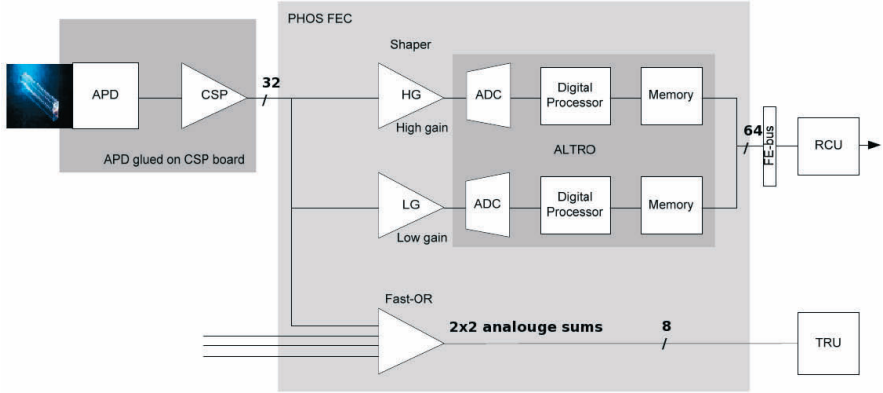 PHOS FEC
Shaper
32
APD
CSP
HG
ADC
Digital
Processor
Memory
High gain
64
FE-bus
RCU
APD glued on CSP board
ALTRO
LG
ADC
Digital
Processor
Memory
Low gain
Fast-OR
2x2 analouge sums
8
TRU